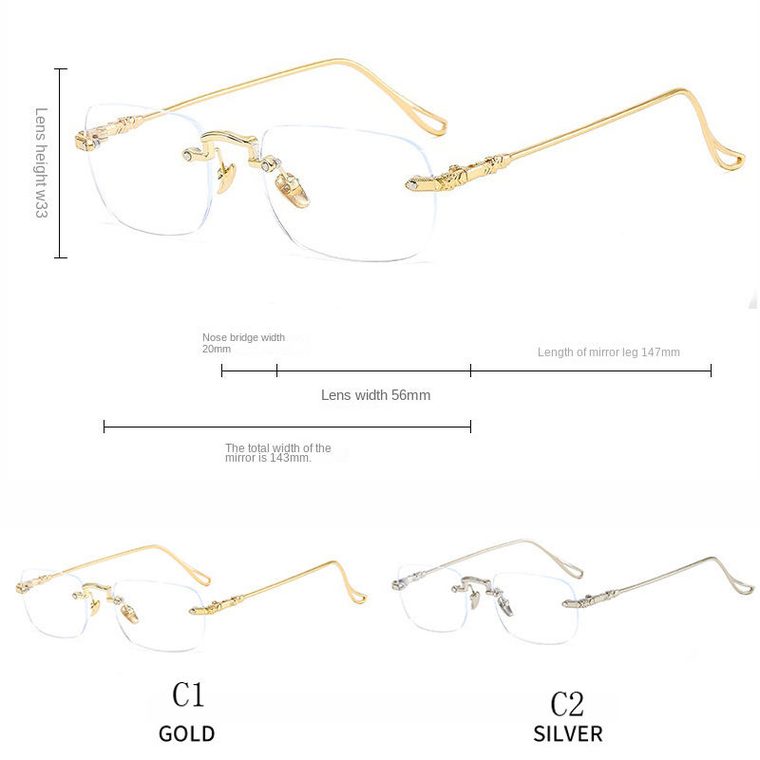 Lens height w33
Nose bridge width
20mm
Length of mirror leg 147mm
Lens width 56mm
The total width of the
mirror is 143mm.
C1
GOLD
C2
SILVER